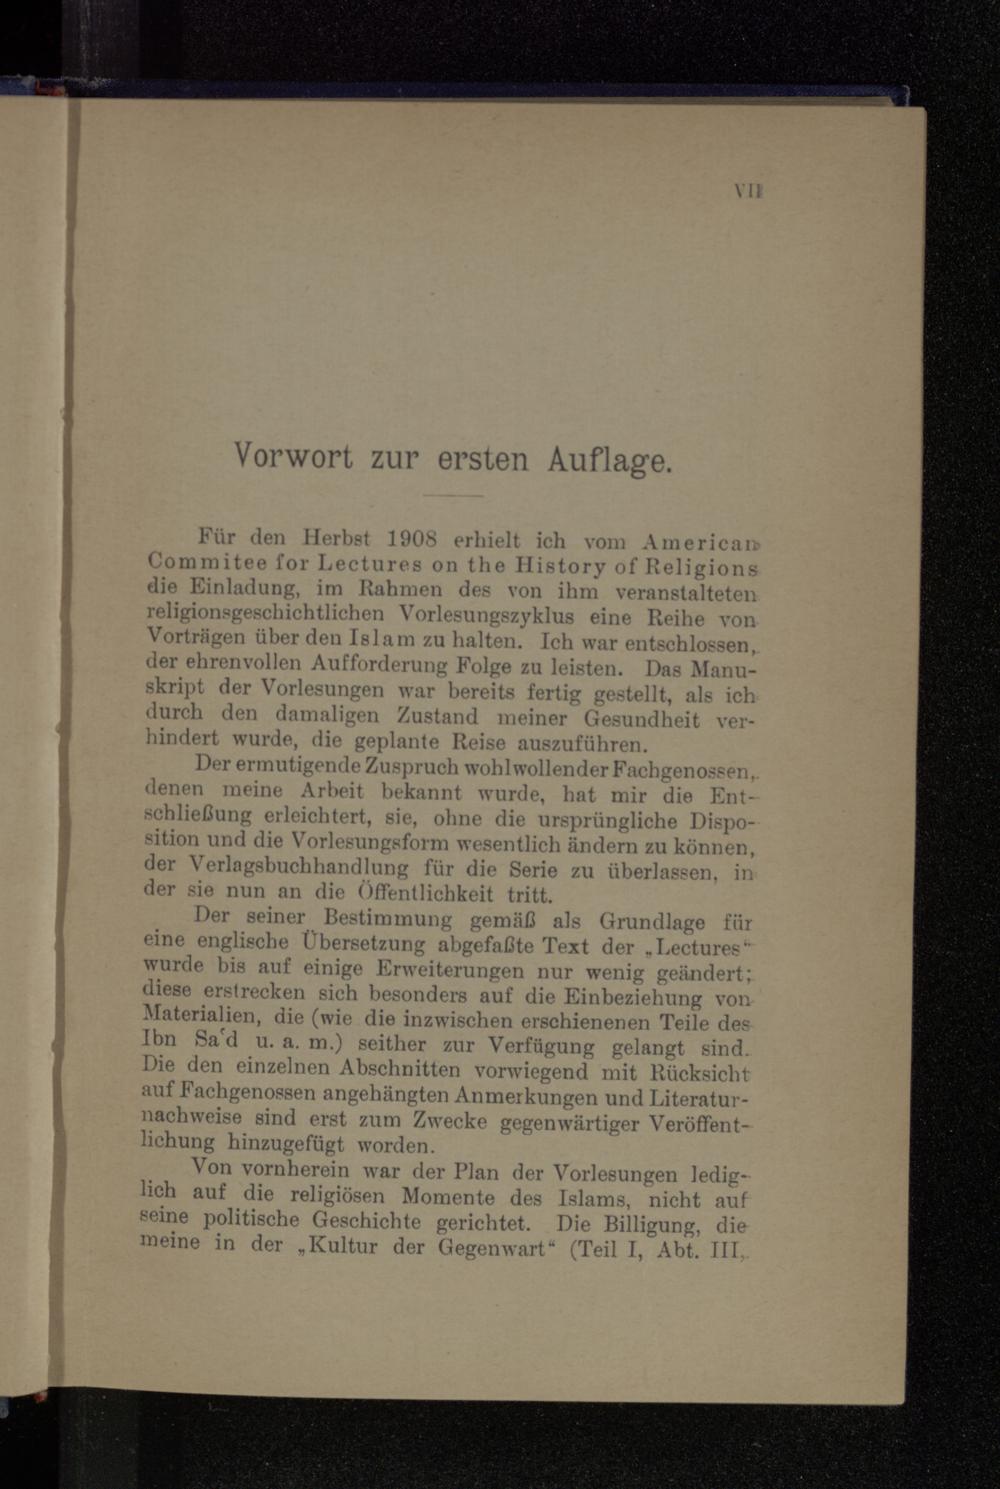 VII
Vorwort zur ersten Auflage.
Für den Herbst 1908 erhielt ich vom American
Commitee for Lectures on the History of Religions
die Einladung, im Rahmen des von ihm veranstalteten
religionsgeschichtlichen Vorlesungszyklus eine Reihe von
Vorträgen über den Islam zu halten. Ich war entschlossen,
der ehrenvollen Aufforderung Folge zu leisten. Das Manu-
skript der Vorlesungen war bereits fertig gestellt, als ich
durch den damaligen Zustand meiner Gesundheit ver-
hindert wurde, die geplante Reise auszuführen.
Der ermutigende Zuspruch wohlwollender Fachgenossen,
denen meine Arbeit bekannt wurde, hat mir die Ent-
schließung erleichtert, sie, ohne die ursprüngliche Dispo-
sition und die Vorlesungsform wesentlich ändern zu können,
der Verlagsbuchhandlung für die Serie zu überlassen, in
der sie nun an die Öffentlichkeit tritt.
Der seiner Bestimmung gemäß als Grundlage für
eine englische Übersetzung abgefaßte Text der „Lectures“
wurde bis auf einige Erweiterungen nur wenig geändert;
diese erstrecken sich besonders auf die Einbeziehung von
Materialien, die (wie die inzwischen erschienenen Teile des
Ibn Saʿd u. a. m.) seither zur Verfügung gelangt sind.
Die den einzelnen Abschnitten vorwiegend mit Rücksicht
auf Fachgenossen angehängten Anmerkungen und Literatur-
nachweise sind erst zum Zwecke gegenwärtiger Veröffent-
lichung hinzugefügt worden.
Von vornherein war der Plan der Vorlesungen ledig-
lich auf die religiösen Momente des Islams, nicht auf
seine politische Geschichte gerichtet. Die Billigung, die
meine in der „Kultur der Gegenwart“ (Teil I, Abt. III,